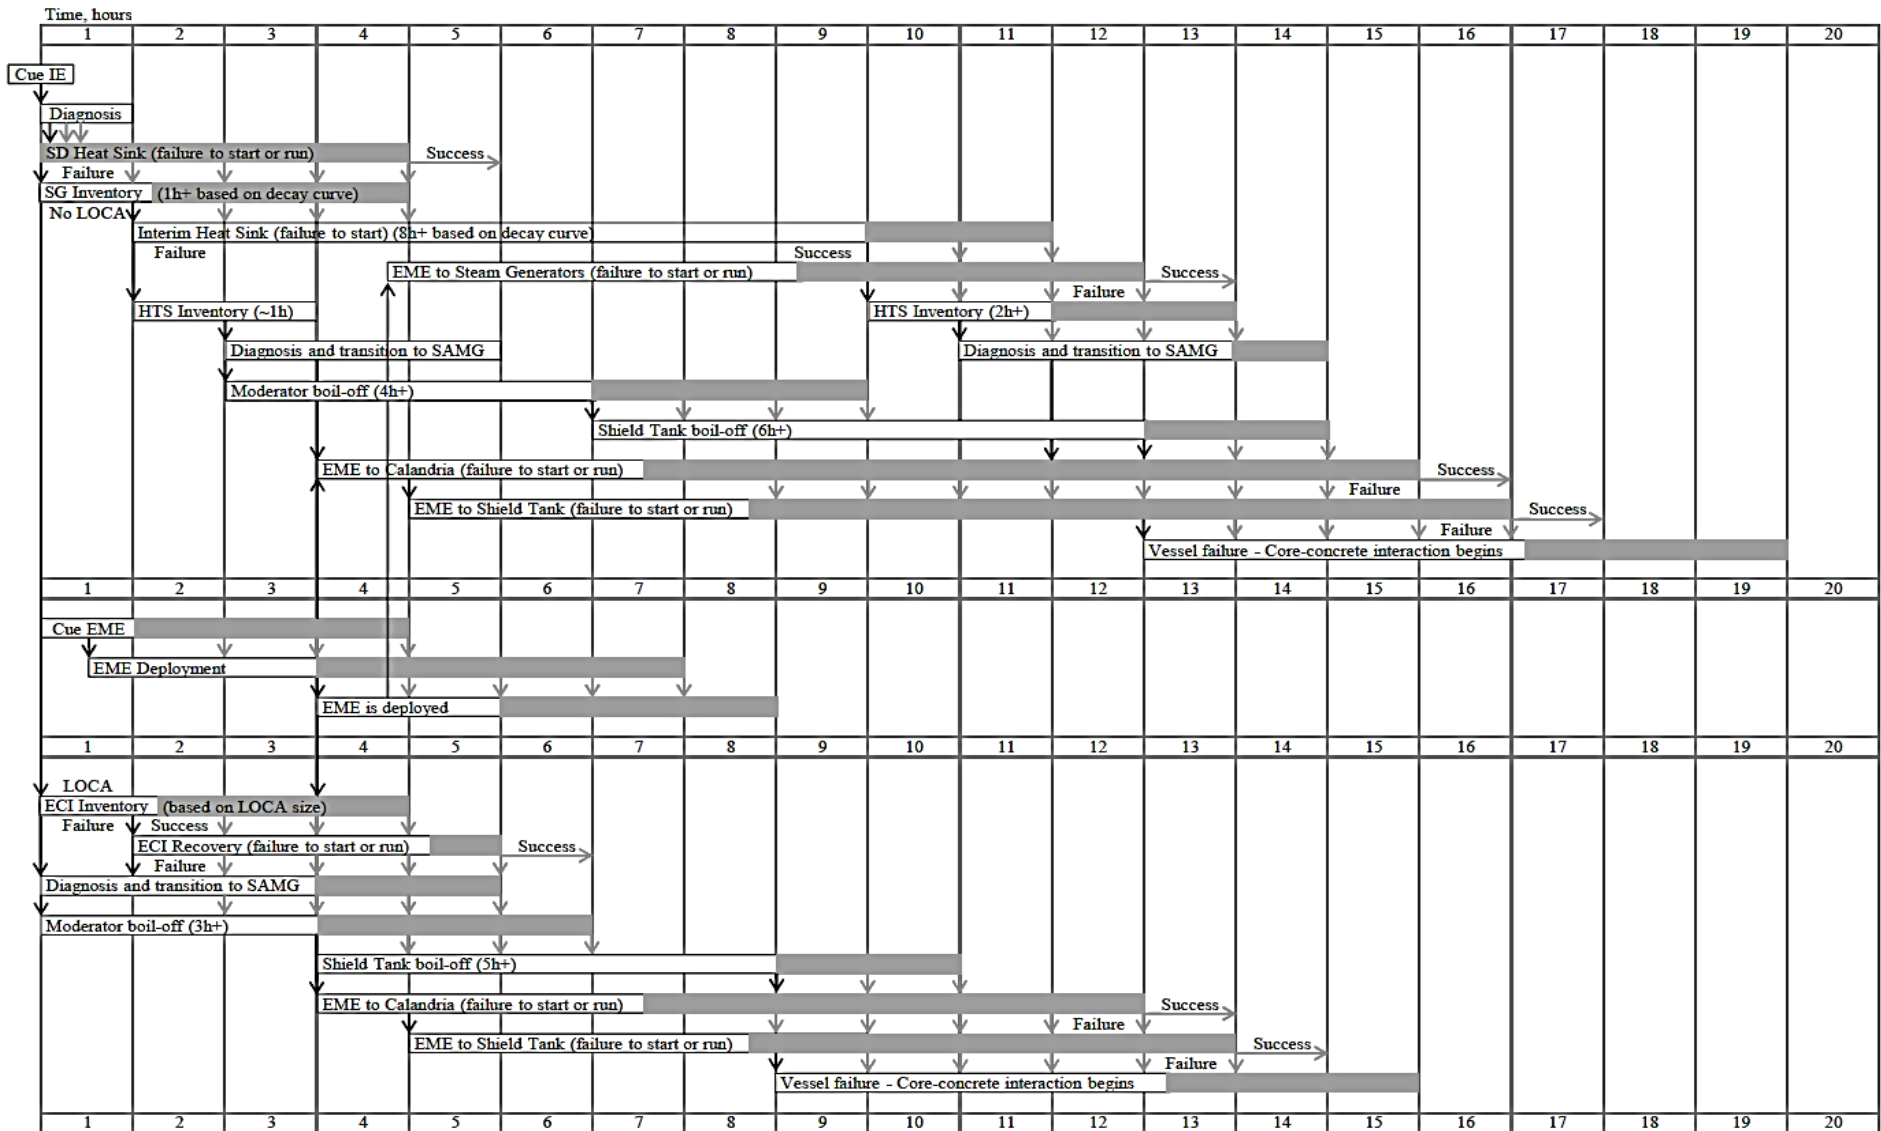 Time, hours
1 2 3 4 5 6 7 8 9 10 11 12 13 14 15 16 17 18 19 20
Cue IE
Diagnosis
SD Heat Sink (failure to start or run) Success
Failure
SG Inventory (1h+ based on decay curve)
No LOCA
Interim Heat Sink (failure to start) (8h+ based on decay curve)
Failure Success
EME to Steam Generators (failure to start or run) Success
Failure
HTS Inventory (~1h) HTS Inventory (2h+)
Diagnosis and transition to SAMG Diagnosis and transition to SAMG
Moderator boil-off (4h+)
Shield Tank boil-off (6h+)
EME to Calandria (failure to start or run) Success
Failure
EME to Shield Tank (failure to start or run) Success
Failure
Vessel failure - Core-concrete interaction begins
1 2 3 4 5 6 7 8 9 10 11 12 13 14 15 16 17 18 19 20
Cue EME
EME Deployment
EME is deployed
1 2 3 4 5 6 7 8 9 10 11 12 13 14 15 16 17 18 19 20
LOCA
ECI Inventory (based on LOCA size)
Failure Success
ECI Recovery (failure to start or run) Success
Failure
Diagnosis and transition to SAMG
Moderator boil-off (3h+)
Shield Tank boil-off (5h+)
EME to Calandria (failure to start or run) Success
Failure
EME to Shield Tank (failure to start or run) Success
Failure
Vessel failure - Core-concrete interaction begins
1 2 3 4 5 6 7 8 9 10 11 12 13 14 15 16 17 18 19 20